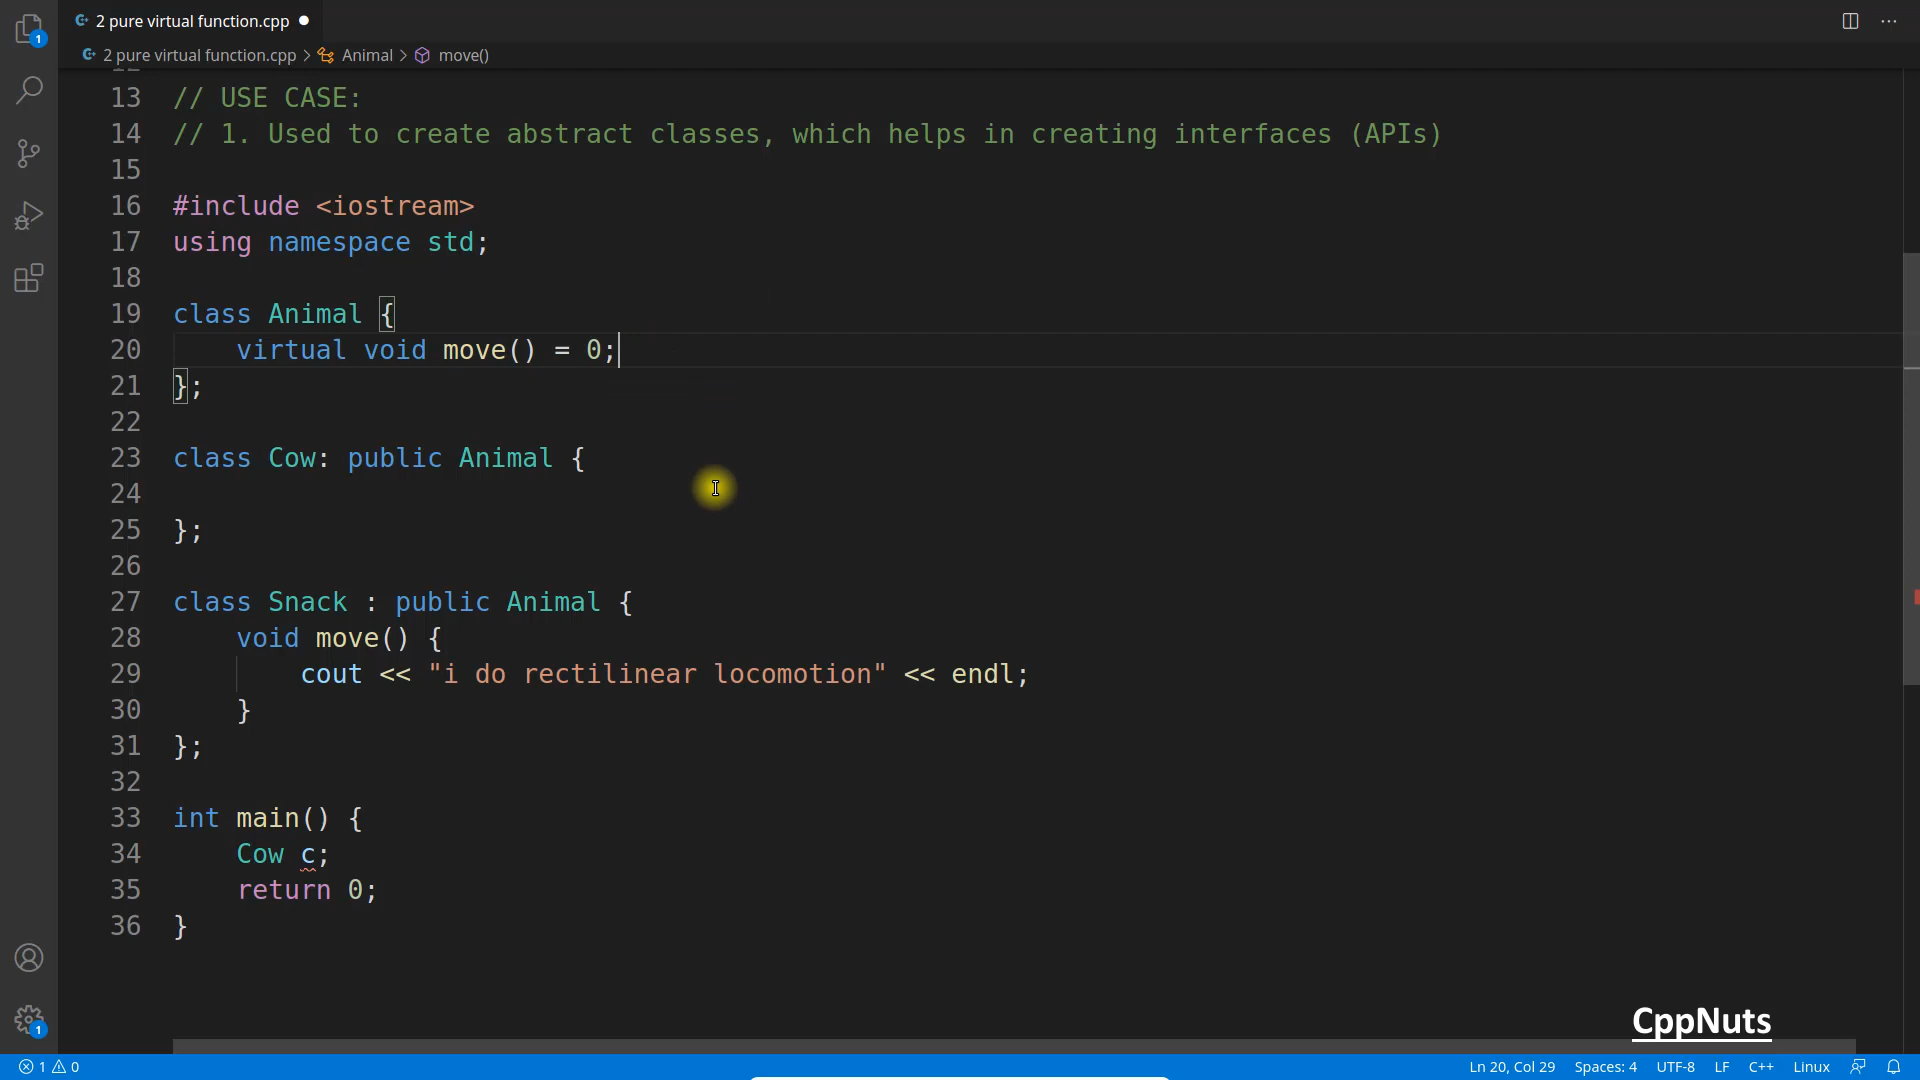 2 pure virtual function.cpp
2 pure virtual function.cpp > Animal > move()
1
13 // USE CASE:
14 // 1. Used to create abstract classes, which helps in creating interfaces (APIs)
15
16 #include <iostream>
17 using namespace std;
18
19 class Animal {
20     virtual void move() = 0;
21 };
22
23 class Cow: public Animal {
24
25 };
26
27 class Snack : public Animal {
28     void move() {
29         cout << "i do rectilinear locomotion" << endl;
30     }
31 };
32
33 int main() {
34     Cow c;
35     return 0;
36 }
CppNuts
1
1 0 Ln 20, Col 29 Spaces: 4 UTF-8 LF C++ Linux